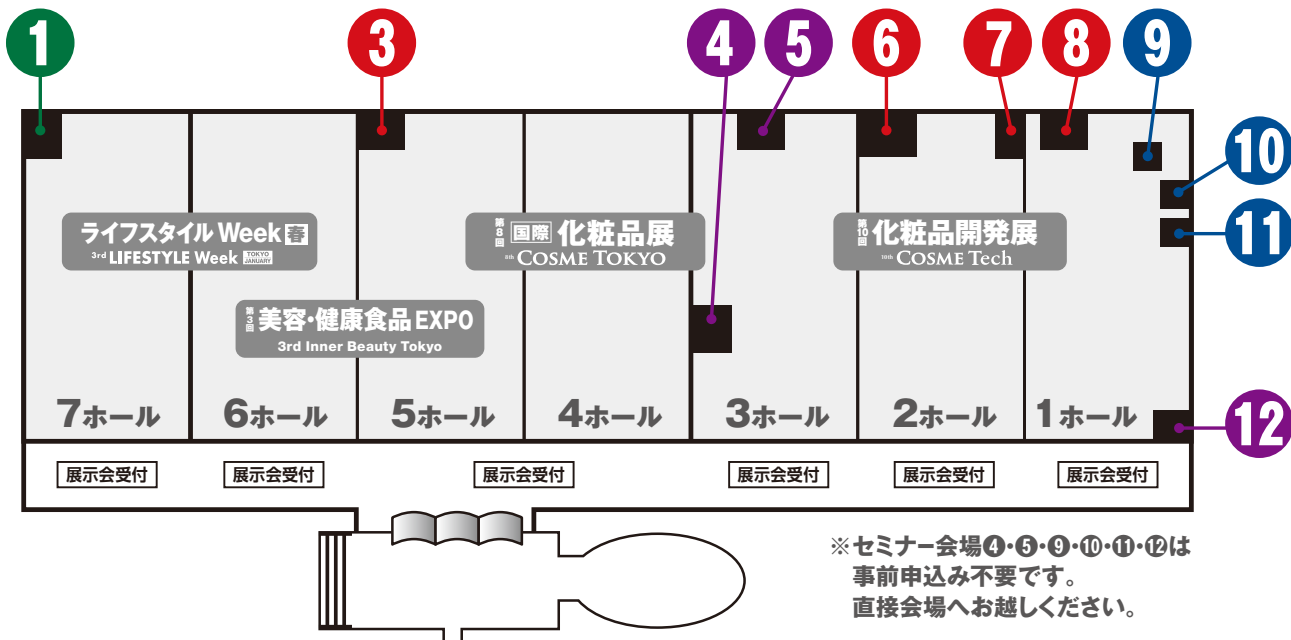 1
3
4
5
6
7
8
9
10
11
12
ライフスタイル Week 春
3rd LIFESTYLE Week TOKYO JANUARY
第8回 国際 化粧品展
8th COSME TOKYO
第10回 化粧品開発展
10th COSME Tech
第3回 美容・健康食品 EXPO
3rd Inner Beauty Tokyo
7ホール
6ホール
5ホール
4ホール
3ホール
2ホール
1ホール
展示会受付
展示会受付
展示会受付
展示会受付
展示会受付
展示会受付
※セミナー会場❹・❺・❾・❿・⓫・⓬は
事前申込み不要です。
直接会場へお越しください。